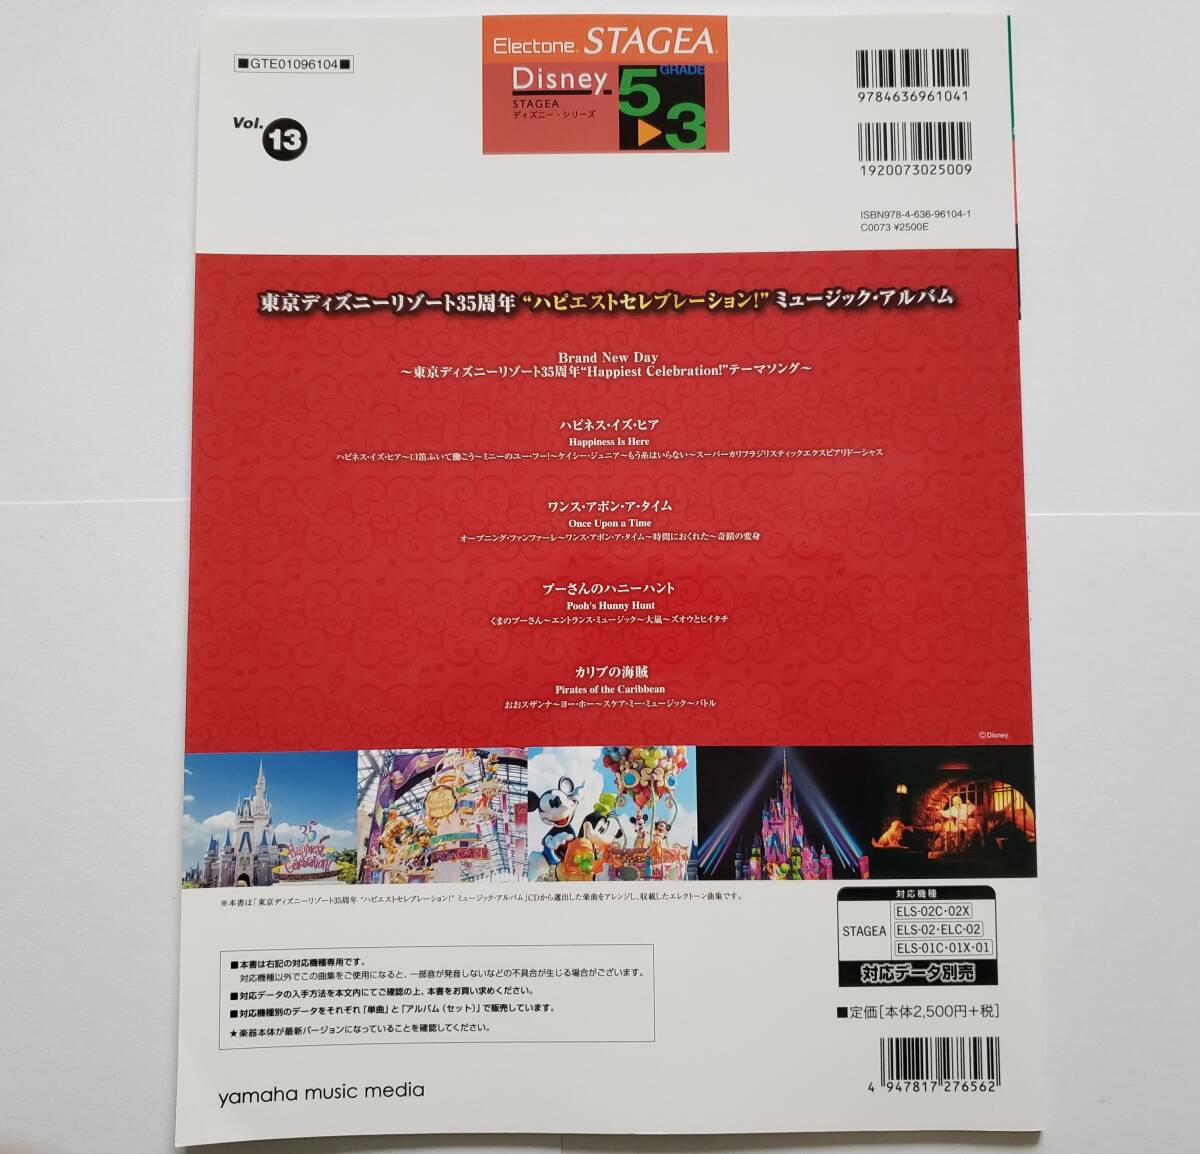 ■GTE01096104■
Vol. 13
Electone® STAGEA®
Disney
STAGEA
ディズニー・シリーズ
GRADE
5▶3
9784636961041
1920073025009
ISBN978-4-636-96104-1
C0073 ¥2500E
東京ディズニーリゾート35周年 “ハピエストセレブレーション!” ミュージック・アルバム
Brand New Day
～東京ディズニーリゾート35周年“Happiest Celebration!”テーマソング～
ハピネス・イズ・ヒア
Happiness Is Here
ハピネス・イズ・ヒア～口笛ふいて働こう～ミニーのユー・フー!～ケイシー・ジュニア～もう糸はいらない～スーパーカリフラジリスティックエクスピアリドーシャス
ワンス・アポン・ア・タイム
Once Upon a Time
オープニング・ファンファーレ～ワンス・アポン・ア・タイム～時間におくれた～奇蹟の変身
プーさんのハニーハント
Pooh's Hunny Hunt
くまのプーさん～エントランス・ミュージック～大嵐～ズオウとヒイタチ
カリブの海賊
Pirates of the Caribbean
おおスザンナ～ヨー・ホー～スケア・ミー・ミュージック～バトル
©Disney
35
Happiest
Celebration!
※本書は「東京ディズニーリゾート35周年 “ハピエストセレブレーション!” ミュージック・アルバム」CDから選出した楽曲をアレンジし、収載したエレクトーン曲集です。
■本書は右記の対応機種専用です。
対応機種以外でこの曲集をご使用になると、一部音が発音しないなどの不具合が生じる場合がございます。
■対応データの入手方法を本文内にてご確認の上、本書をお買い求めください。
■対応機種別のデータをそれぞれ「単曲」と「アルバム（セット）」で販売しています。
★楽器本体が最新バージョンになっていることを確認してください。
対応機種
STAGEA
ELS-02C・02X
ELS-02・ELC-02
ELS-01C・01X・01
対応データ別売
■定価[本体2,500円+税]
4 947817 276562
yamaha music media